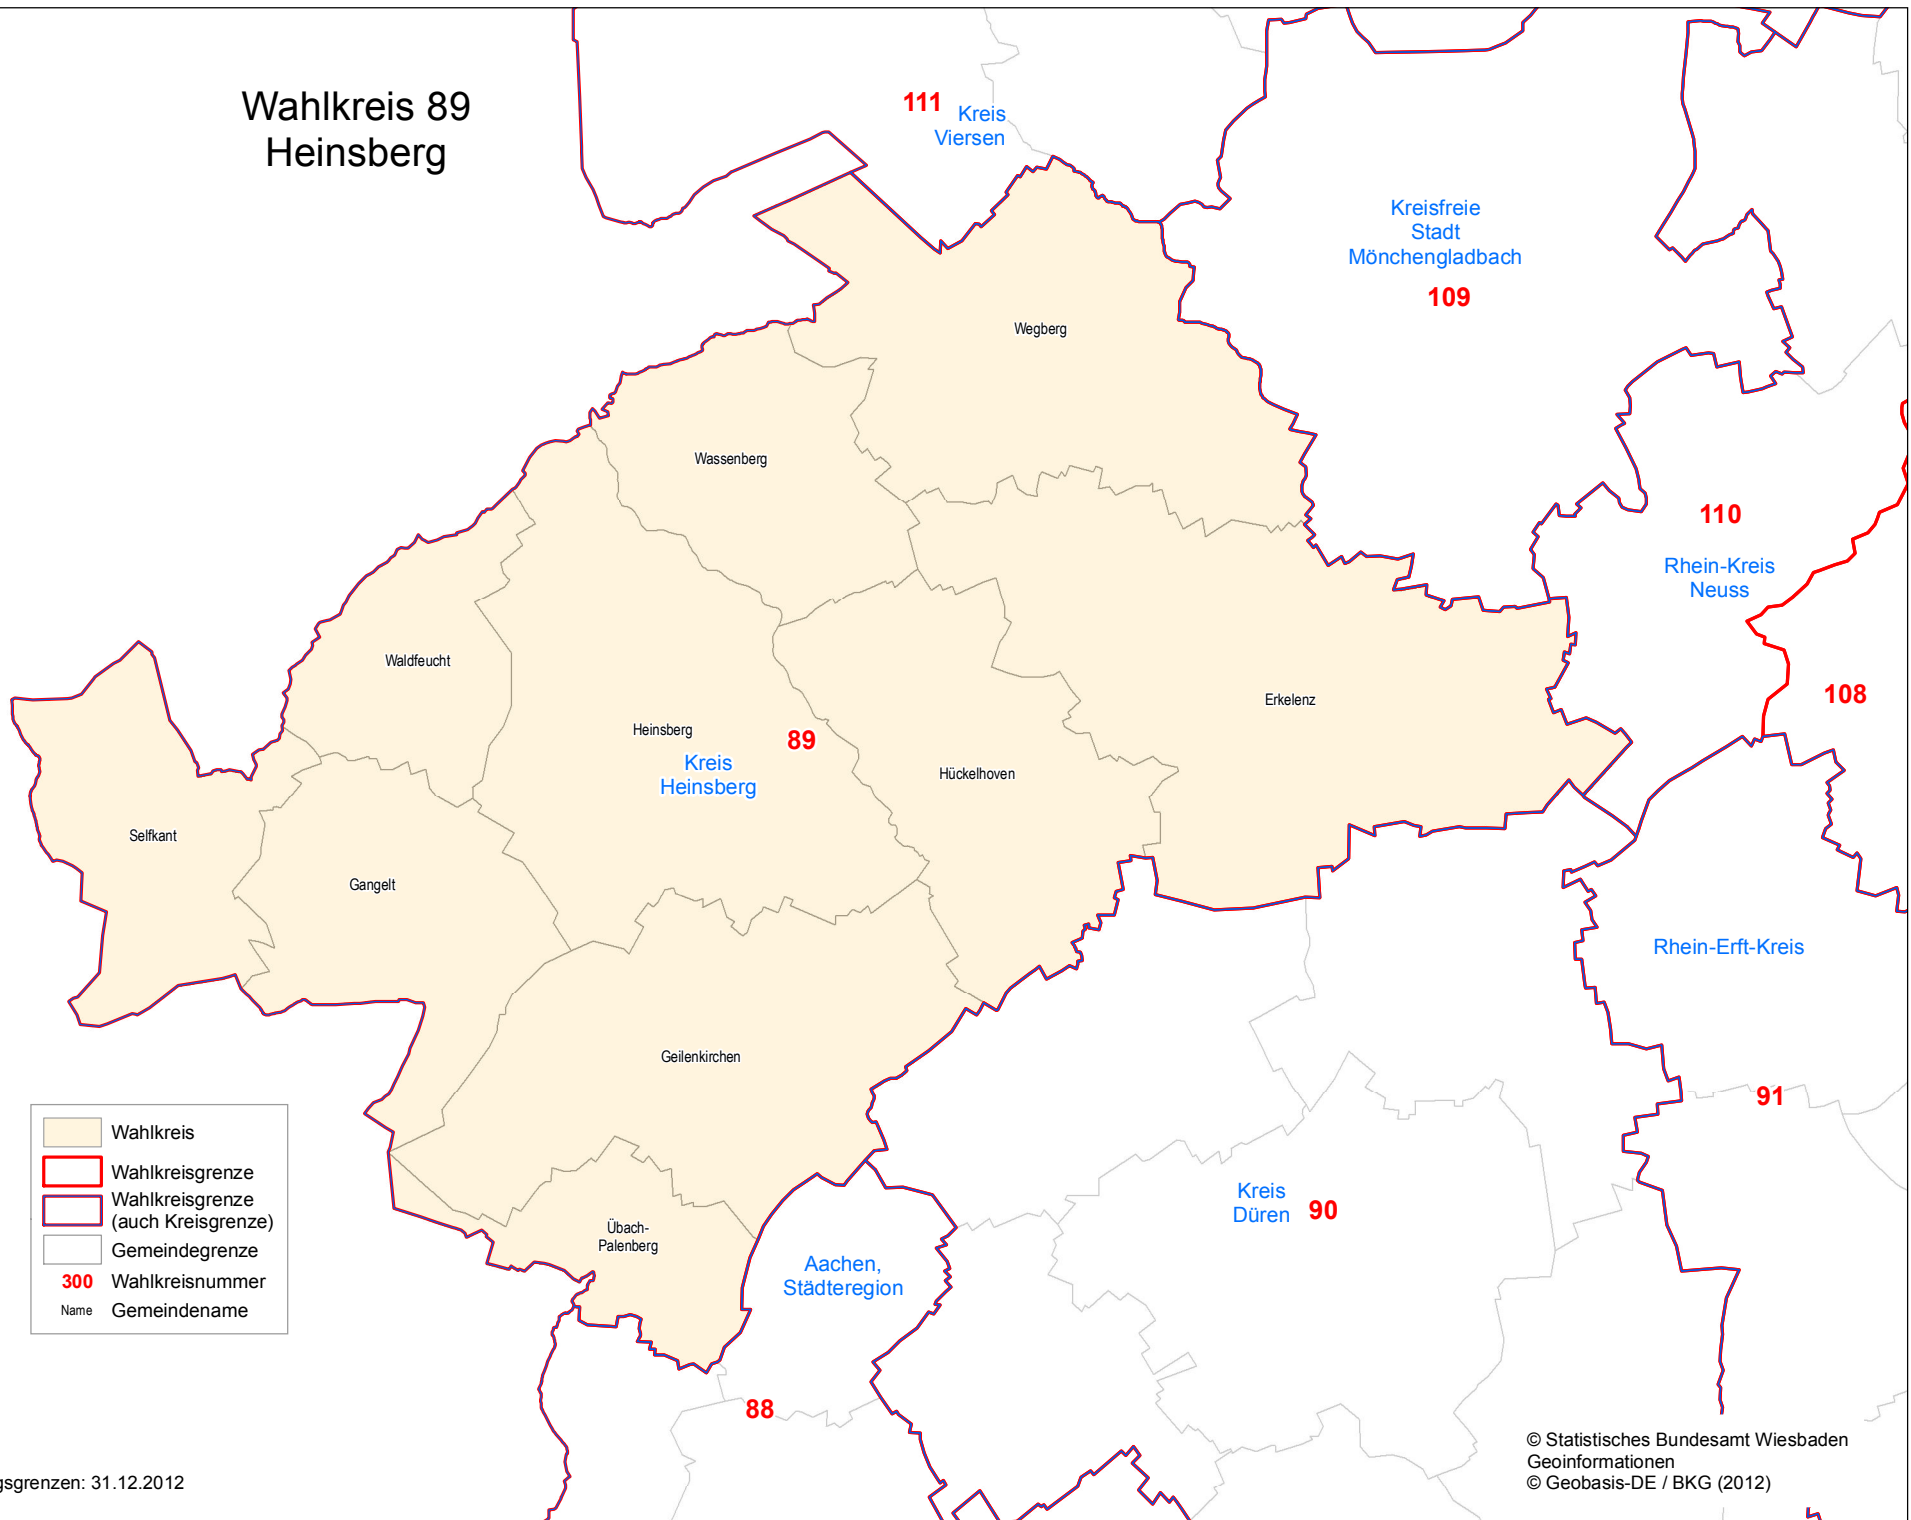 Wahlkreis 89
Heinsberg
111
Kreis
Viersen
Kreisfreie
Stadt
Mönchengladbach
109
Wegberg
Wassenberg
110
Rhein-Kreis
Neuss
108
Waldfeucht
Erkelenz
Heinsberg
89
Kreis
Heinsberg
Hückelhoven
Selfkant
Gangelt
Rhein-Erft-Kreis
Geilenkirchen
91
Wahlkreis
Wahlkreisgrenze
Wahlkreisgrenze
(auch Kreisgrenze)
Gemeindegrenze
300 Wahlkreisnummer
Name Gemeindename
Kreis
Düren 90
Übach-
Palenberg
Aachen,
Städteregion
88
© Statistisches Bundesamt Wiesbaden
Geoinformationen
© Geobasis-DE / BKG (2012)
gsgrenzen: 31.12.2012